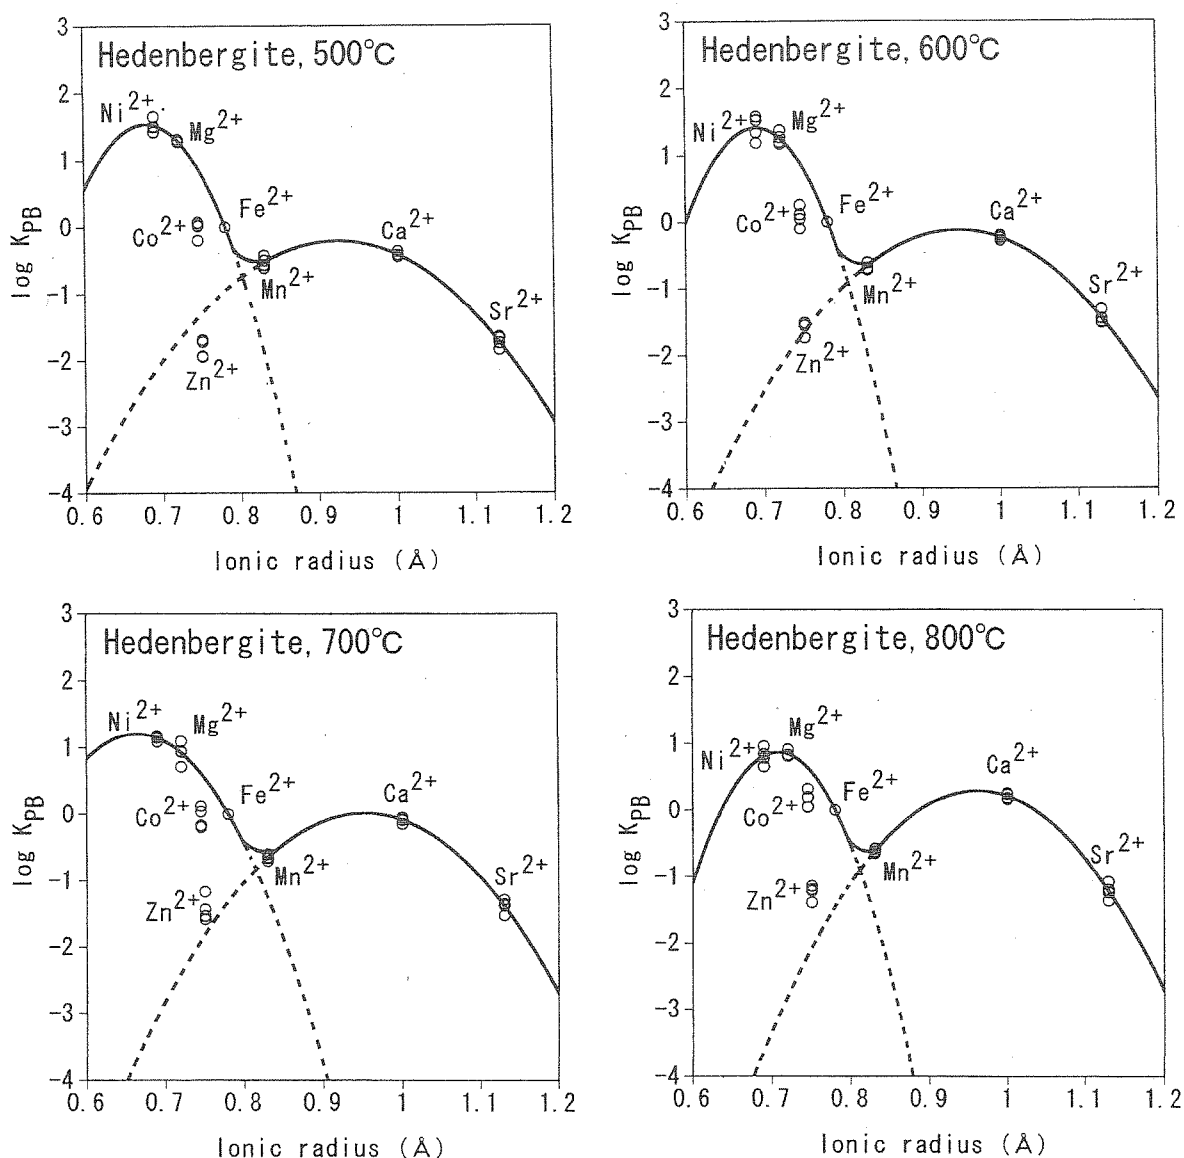 Hedenbergite, 500℃
3
2
1
0
-1
-2
-3
-4
log KPB
Ni2+
Mg2+
Co2+
Fe2+
Ca2+
Mn2+
Zn2+
Sr2+
0.6 0.7 0.8 0.9 1 1.1 1.2
Ionic radius (Å)
Hedenbergite, 600℃
3
2
1
0
-1
-2
-3
-4
log KPB
Ni2+
Mg2+
Co2+
Fe2+
Ca2+
Mn2+
Zn2+
Sr2+
0.6 0.7 0.8 0.9 1 1.1 1.2
Ionic radius (Å)
Hedenbergite, 700℃
3
2
1
0
-1
-2
-3
-4
log KPB
Ni2+
Mg2+
Co2+
Fe2+
Ca2+
Mn2+
Zn2+
Sr2+
0.6 0.7 0.8 0.9 1 1.1 1.2
Ionic radius (Å)
Hedenbergite, 800℃
3
2
1
0
-1
-2
-3
-4
log KPB
Ni2+
Mg2+
Co2+
Fe2+
Ca2+
Mn2+
Zn2+
Sr2+
0.6 0.7 0.8 0.9 1 1.1 1.2
Ionic radius (Å)